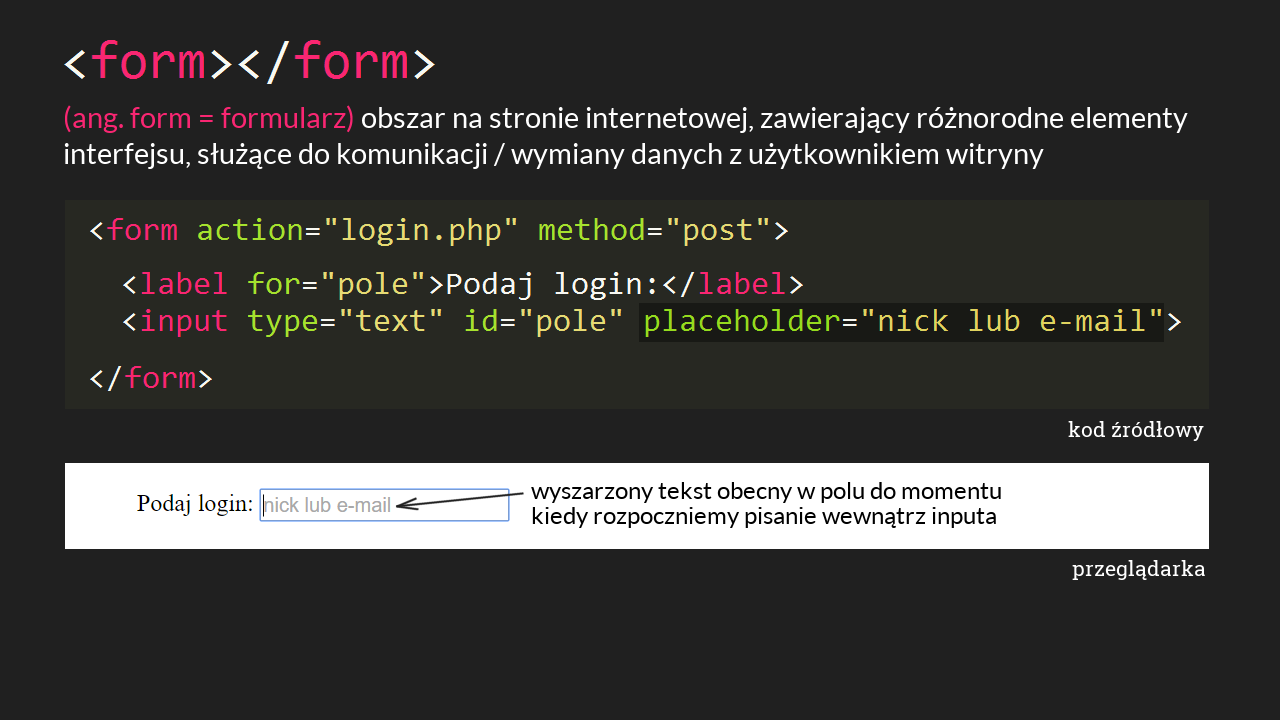 <form></form>
(ang. form = formularz) obszar na stronie internetowej, zawierający różnorodne elementy
interfejsu, służące do komunikacji / wymiany danych z użytkownikiem witryny
<form action="login.php" method="post">
<label for="pole">Podaj login:</label>
<input type="text" id="pole" placeholder="nick lub e-mail">
</form>
kod źródłowy
Podaj login: nick lub e-mail
wyszarzony tekst obecny w polu do momentu
kiedy rozpoczniemy pisanie wewnątrz inputa
przeglądarka